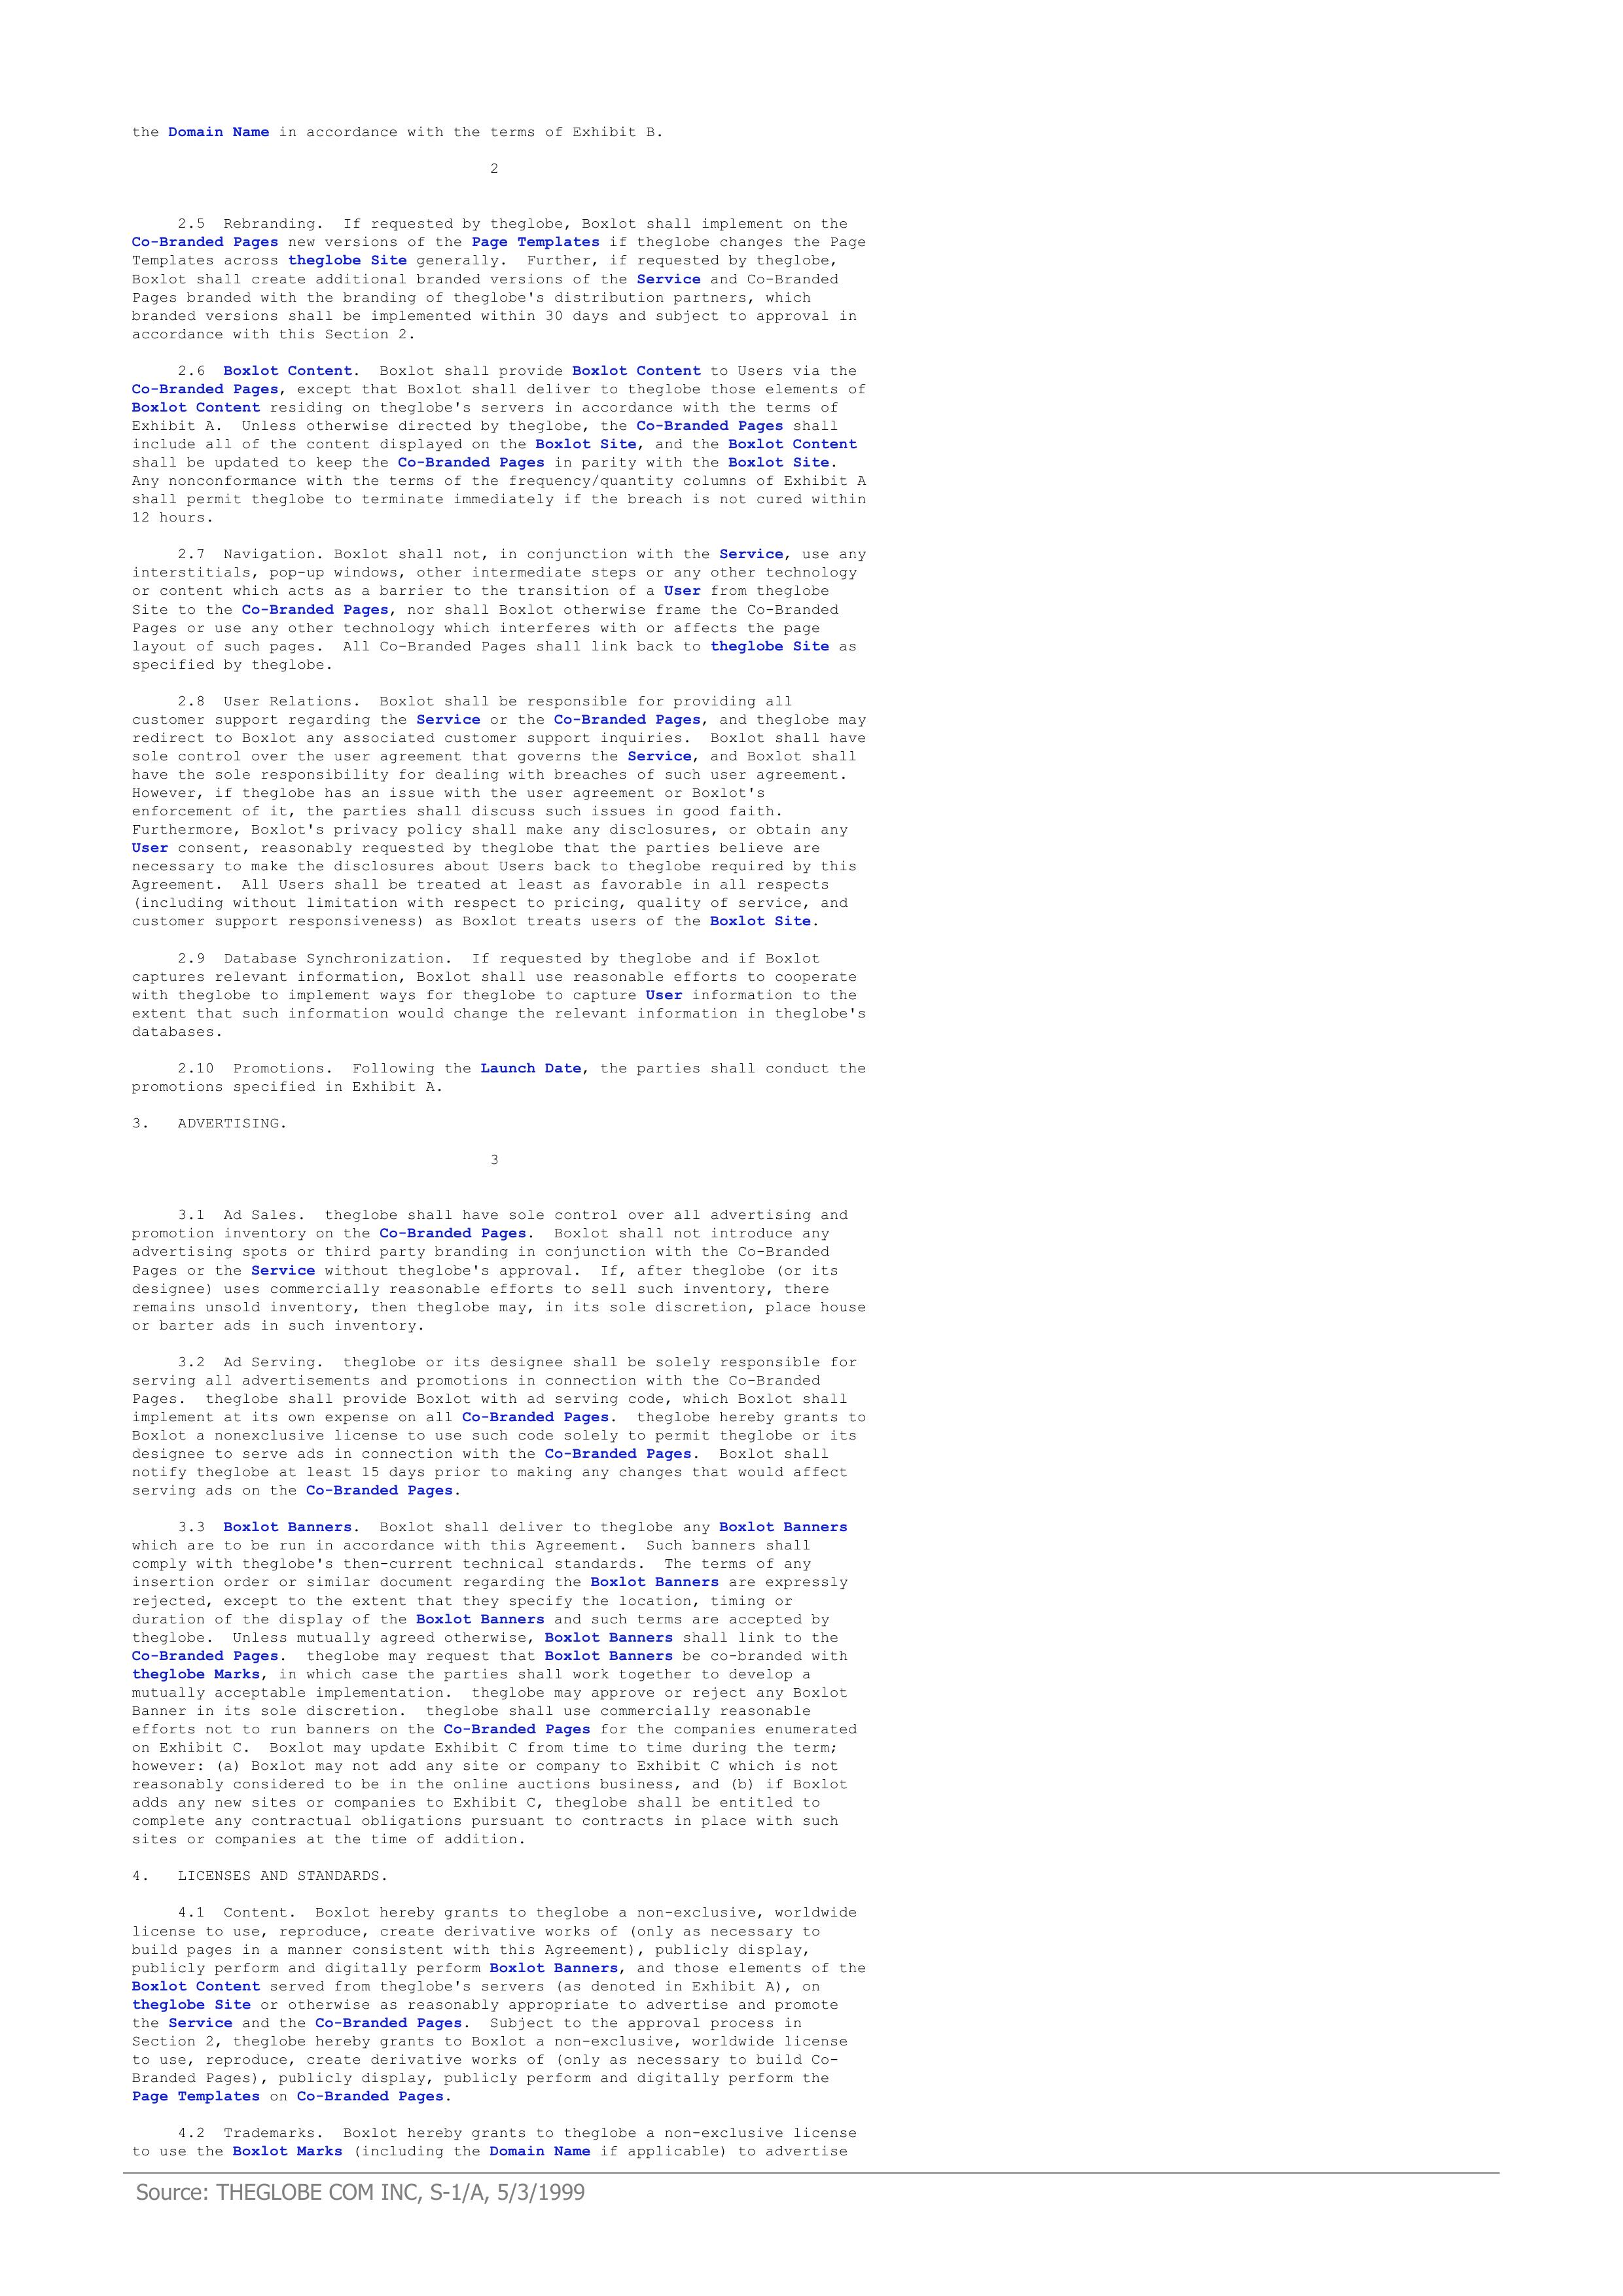 the Domain Name in accordance with the terms of Exhibit B.
2
2.5 Rebranding. If requested by theglobe, Boxlot shall implement on the
Co-Branded Pages new versions of the Page Templates if theglobe changes the Page
Templates across theglobe Site generally. Further, if requested by theglobe,
Boxlot shall create additional branded versions of the Service and Co-Branded
Pages branded with the branding of theglobe's distribution partners, which
branded versions shall be implemented within 30 days and subject to approval in
accordance with this Section 2.
2.6 Boxlot Content. Boxlot shall provide Boxlot Content to Users via the
Co-Branded Pages, except that Boxlot shall deliver to theglobe those elements of
Boxlot Content residing on theglobe's servers in accordance with the terms of
Exhibit A. Unless otherwise directed by theglobe, the Co-Branded Pages shall
include all of the content displayed on the Boxlot Site, and the Boxlot Content
shall be updated to keep the Co-Branded Pages in parity with the Boxlot Site.
Any nonconformance with the terms of the frequency/quantity columns of Exhibit A
shall permit theglobe to terminate immediately if the breach is not cured within
12 hours.
2.7 Navigation. Boxlot shall not, in conjunction with the Service, use any
interstitials, pop-up windows, other intermediate steps or any other technology
or content which acts as a barrier to the transition of a User from theglobe
Site to the Co-Branded Pages, nor shall Boxlot otherwise frame the Co-Branded
Pages or use any other technology which interferes with or affects the page
layout of such pages. All Co-Branded Pages shall link back to theglobe Site as
specified by theglobe.
2.8 User Relations. Boxlot shall be responsible for providing all
customer support regarding the Service or the Co-Branded Pages, and theglobe may
redirect to Boxlot any associated customer support inquiries. Boxlot shall have
sole control over the user agreement that governs the Service, and Boxlot shall
have the sole responsibility for dealing with breaches of such user agreement.
However, if theglobe has an issue with the user agreement or Boxlot's
enforcement of it, the parties shall discuss such issues in good faith.
Furthermore, Boxlot's privacy policy shall make any disclosures, or obtain any
User consent, reasonably requested by theglobe that the parties believe are
necessary to make the disclosures about Users back to theglobe required by this
Agreement. All Users shall be treated at least as favorable in all respects
(including without limitation with respect to pricing, quality of service, and
customer support responsiveness) as Boxlot treats users of the Boxlot Site.
2.9 Database Synchronization. If requested by theglobe and if Boxlot
captures relevant information, Boxlot shall use reasonable efforts to cooperate
with theglobe to implement ways for theglobe to capture User information to the
extent that such information would change the relevant information in theglobe's
databases.
2.10 Promotions. Following the Launch Date, the parties shall conduct the
promotions specified in Exhibit A.
3. ADVERTISING.
3
3.1 Ad Sales. theglobe shall have sole control over all advertising and
promotion inventory on the Co-Branded Pages. Boxlot shall not introduce any
advertising spots or third party branding in conjunction with the Co-Branded
Pages or the Service without theglobe's approval. If, after theglobe (or its
designee) uses commercially reasonable efforts to sell such inventory, there
remains unsold inventory, then theglobe may, in its sole discretion, place house
or barter ads in such inventory.
3.2 Ad Serving. theglobe or its designee shall be solely responsible for
serving all advertisements and promotions in connection with the Co-Branded
Pages. theglobe shall provide Boxlot with ad serving code, which Boxlot shall
implement at its own expense on all Co-Branded Pages. theglobe hereby grants to
Boxlot a nonexclusive license to use such code solely to permit theglobe or its
designee to serve ads in connection with the Co-Branded Pages. Boxlot shall
notify theglobe at least 15 days prior to making any changes that would affect
serving ads on the Co-Branded Pages.
3.3 Boxlot Banners. Boxlot shall deliver to theglobe any Boxlot Banners
which are to be run in accordance with this Agreement. Such banners shall
comply with theglobe's then-current technical standards. The terms of any
insertion order or similar document regarding the Boxlot Banners are expressly
rejected, except to the extent that they specify the location, timing or
duration of the display of the Boxlot Banners and such terms are accepted by
theglobe. Unless mutually agreed otherwise, Boxlot Banners shall link to the
Co-Branded Pages. theglobe may request that Boxlot Banners be co-branded with
theglobe Marks, in which case the parties shall work together to develop a
mutually acceptable implementation. theglobe may approve or reject any Boxlot
Banner in its sole discretion. theglobe shall use commercially reasonable
efforts not to run banners on the Co-Branded Pages for the companies enumerated
on Exhibit C. Boxlot may update Exhibit C from time to time during the term;
however: (a) Boxlot may not add any site or company to Exhibit C which is not
reasonably considered to be in the online auctions business, and (b) if Boxlot
adds any new sites or companies to Exhibit C, theglobe shall be entitled to
complete any contractual obligations pursuant to contracts in place with such
sites or companies at the time of addition.
4. LICENSES AND STANDARDS.
4.1 Content. Boxlot hereby grants to theglobe a non-exclusive, worldwide
license to use, reproduce, create derivative works of (only as necessary to
build pages in a manner consistent with this Agreement), publicly display,
publicly perform and digitally perform Boxlot Banners, and those elements of the
Boxlot Content served from theglobe's servers (as denoted in Exhibit A), on
theglobe Site or otherwise as reasonably appropriate to advertise and promote
the Service and the Co-Branded Pages. Subject to the approval process in
Section 2, theglobe hereby grants to Boxlot a non-exclusive, worldwide license
to use, reproduce, create derivative works of (only as necessary to build Co-
Branded Pages), publicly display, publicly perform and digitally perform the
Page Templates on Co-Branded Pages.
4.2 Trademarks. Boxlot hereby grants to theglobe a non-exclusive license
to use the Boxlot Marks (including the Domain Name if applicable) to advertise
Source: THEGLOBE COM INC, S-1/A, 5/3/1999